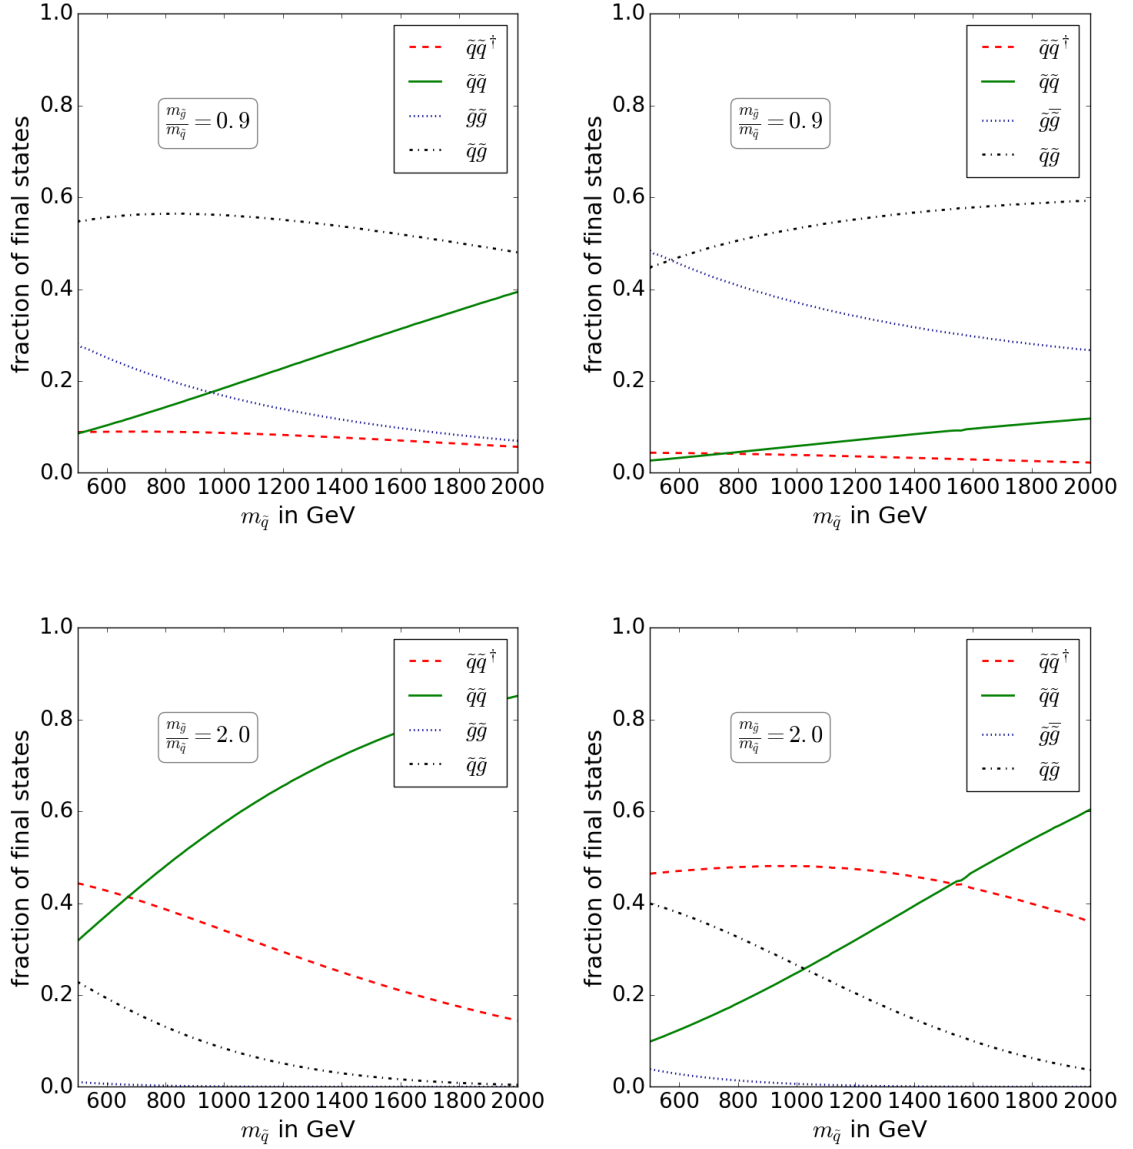 fraction of final states
1.0
0.8
0.6
0.4
0.2
0.0
m_g̃/m_q̃ = 0.9
q̃q̃†
q̃q̃
g̃g̃
q̃g̃
600 800 1000 1200 1400 1600 1800 2000
m_q̃ in GeV
fraction of final states
1.0
0.8
0.6
0.4
0.2
0.0
m_g̃/m_q̃ = 0.9
q̃q̃†
q̃q̃
g̃g̃̅
q̃g̃
600 800 1000 1200 1400 1600 1800 2000
m_q̃ in GeV
fraction of final states
1.0
0.8
0.6
0.4
0.2
0.0
m_g̃/m_q̃ = 2.0
q̃q̃†
q̃q̃
g̃g̃
q̃g̃
600 800 1000 1200 1400 1600 1800 2000
m_q̃ in GeV
fraction of final states
1.0
0.8
0.6
0.4
0.2
0.0
m_g̃/m_q̃ = 2.0
q̃q̃†
q̃q̃
g̃g̃̅
q̃g̃
600 800 1000 1200 1400 1600 1800 2000
m_q̃ in GeV